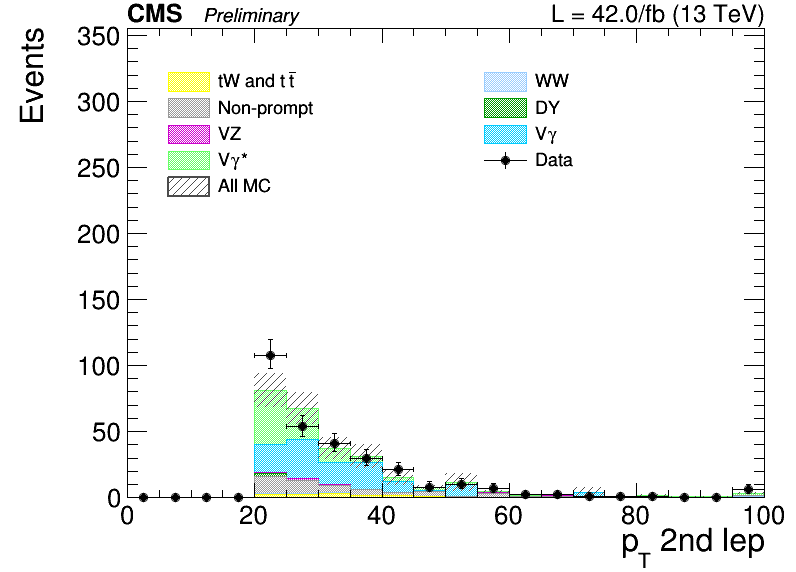 CMS Preliminary L = 42.0/fb (13 TeV)
Events
350
300
250
200
150
100
50
0
tW and t t̄
Non-prompt
VZ
Vγ*
All MC
WW
DY
Vγ
Data
0 20 40 60 80 100
p_T 2nd lep